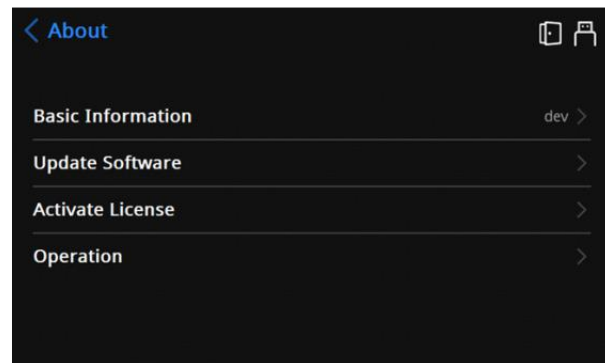 About
Basic Information dev
Update Software
Activate License
Operation